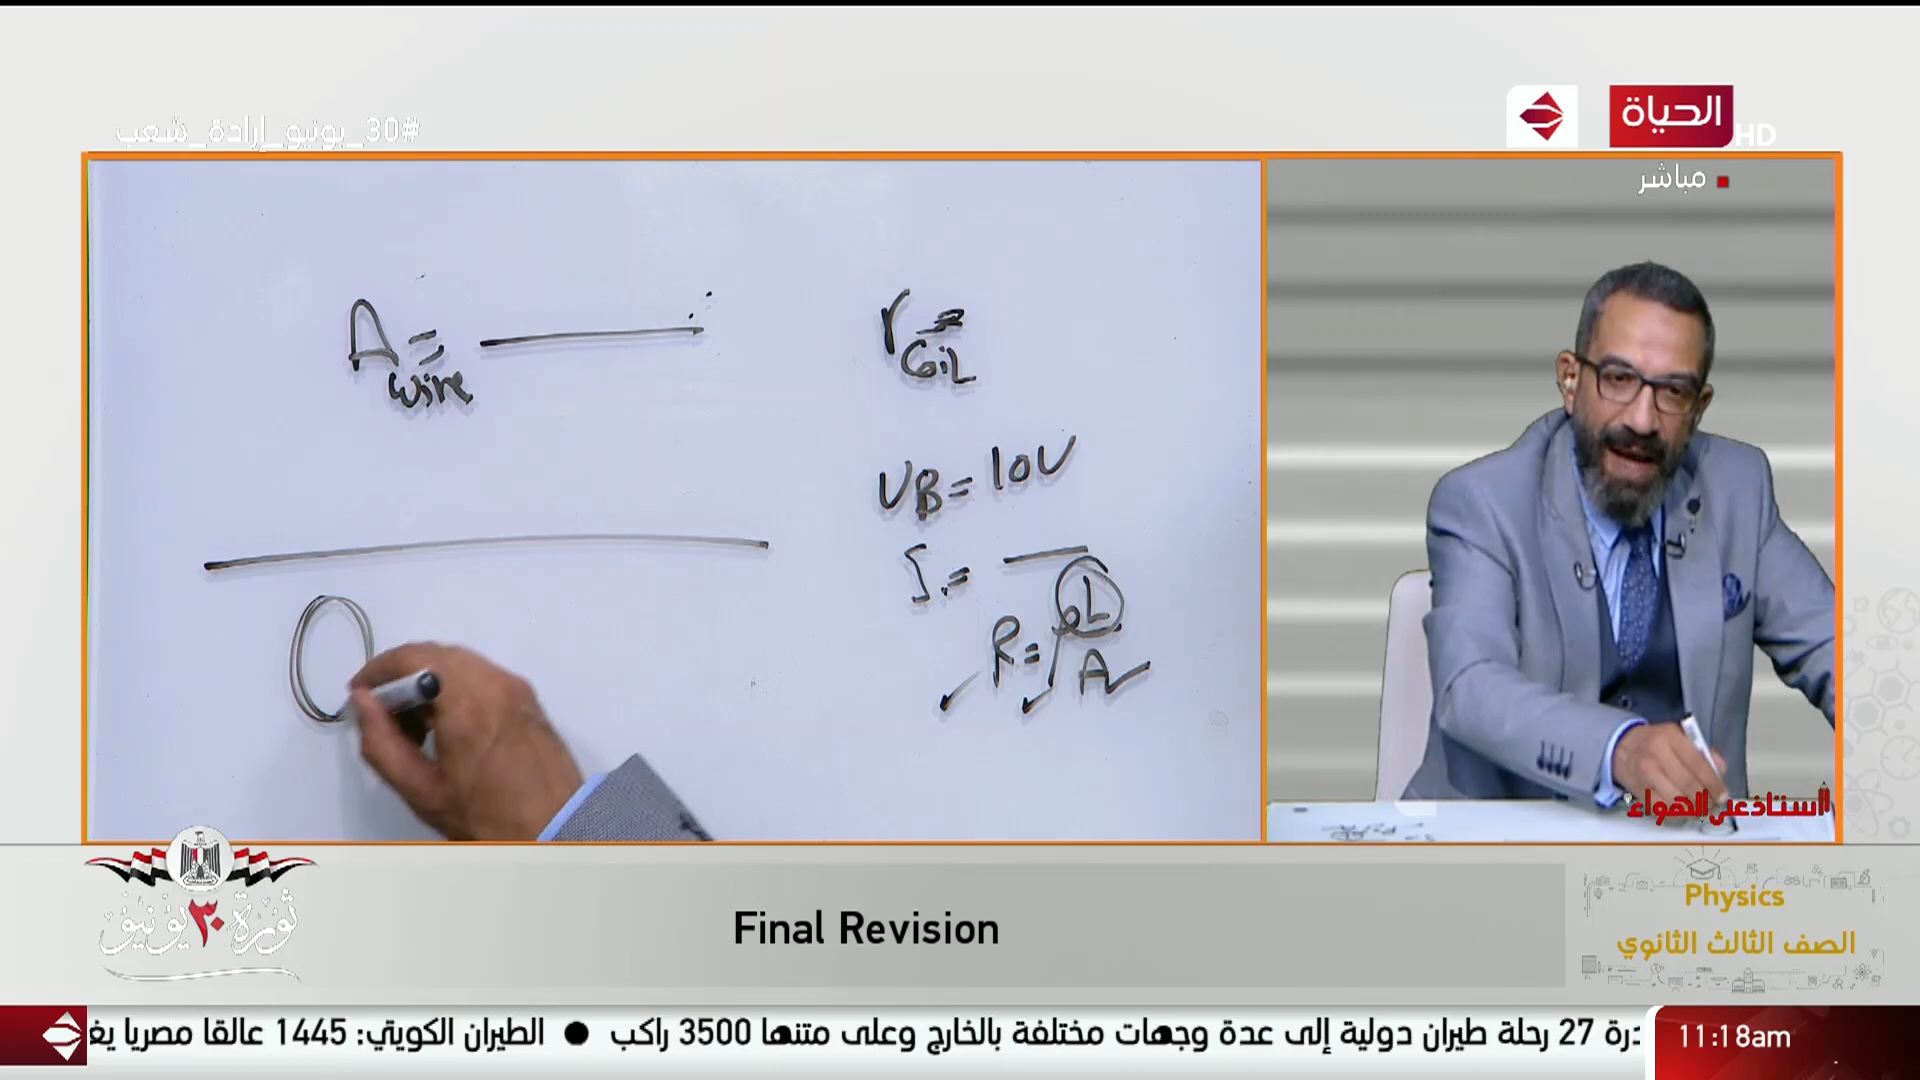 #30_يونيو_إرادة_شعب
الحياة
HD
مباشر
A =
wire
r =
Coil
VB = 10V
R = ρL
A
أستاذ على الهواء
ثورة ٣٠ يونيو
Final Revision
Physics
الصف الثالث الثانوي
درة 27 رحلة طيران دولية إلى عدة وجهات مختلفة بالخارج وعلى متنها 3500 راكب ● الطيران الكويتي: 1445 عالقا مصريا يغ
11:18am